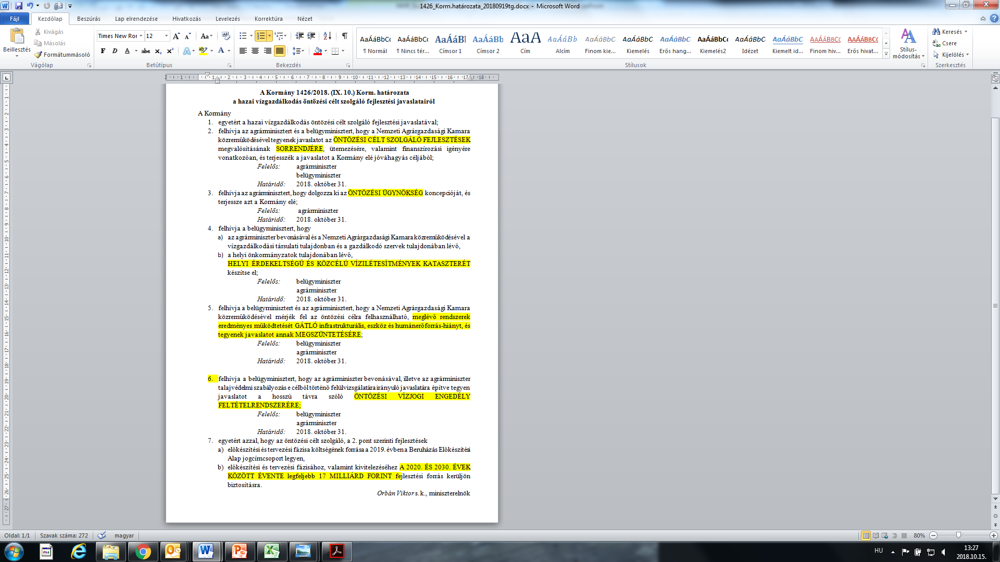 1426_Korm.határozata_20180919tg.docx - Microsoft Word
Fájl Kezdőlap Beszúrás Lap elrendezése Hivatkozás Levelezés Korrektúra Nézet
Beillesztés
Kivágás
Másolás
Formátummásoló
Vágólap
Times New Ror 12
Betűtípus
Bekezdés
AaÁáBbCc AaÁáBbCc AaÁáBl AaÁáBb AaA AaÁáBb AaÁáBbC AaÁáBbC AaÁáBbC AaÁáBbCc AaÁáBbC AaÁáBbC AaÁáBbCc AaÁáBbCc
¶ Normál ¶ Nincs tér... Címsor 1 Címsor 2 Cím Alcím Finom kie... Kiemelés Erős hang... Kiemelés2 Idézet Kiemelt id... Finom hiv... Erős hivat...
Stílusok
Stílus-
módosítás
Keresés
Csere
Kijelölés
Szerkesztés
A Kormány 1426/2018. (IX. 10.) Korm. határozata
a hazai vízgazdálkodás öntözési célt szolgáló fejlesztési javaslatairól
A Kormány
1. egyetért a hazai vízgazdálkodás öntözési célt szolgáló fejlesztési javaslatával;
2. felhívja az agrárminisztert és a belügyminisztert, hogy a Nemzeti Agrárgazdasági Kamara
közreműködésével tegyenek javaslatot az ÖNTÖZÉSI CÉLT SZOLGÁLÓ FEJLESZTÉSEK
megvalósításának SORRENDJÉRE, ütemezésére, valamint finanszírozási igényére
vonatkozóan, és terjesszék a javaslatot a Kormány elé jóváhagyás céljából;
Felelős: agrárminiszter
belügyminiszter
Határidő: 2018. október 31.
3. felhívja az agrárminisztert, hogy dolgozza ki az ÖNTÖZÉSI ÜGYNÖKSÉG koncepcióját, és
terjessze azt a Kormány elé;
Felelős: agrárminiszter
Határidő: 2018. október 31.
4. felhívja a belügyminisztert, hogy
a) az agrárminiszter bevonásával és a Nemzeti Agrárgazdasági Kamara közreműködésével a
vízgazdálkodási társulati tulajdonban és a gazdálkodó szervek tulajdonában lévő,
b) a helyi önkormányzatok tulajdonában lévő,
HELYI ÉRDEKELTSÉGŰ ÉS KÖZCÉLÚ VÍZILÉTESÍTMÉNYEK KATASZTERÉT
készítse el;
Felelős: belügyminiszter
agrárminiszter
Határidő: 2018. október 31.
5. felhívja a belügyminisztert és az agrárminisztert, hogy a Nemzeti Agrárgazdasági Kamara
közreműködésével mérjék fel az öntözési célra felhasználható, meglévő rendszerek
eredményes működtetését GÁTLÓ infrastrukturális, eszköz és humánerőforrás-hiányt, és
tegyenek javaslatot annak MEGSZÜNTETÉSÉRE;
Felelős: belügyminiszter
agrárminiszter
Határidő: 2018. október 31.
6. felhívja a belügyminisztert, hogy az agrárminiszter bevonásával, illetve az agrárminiszter
talajvédelmi szabályozás e célból történő felülvizsgálatára irányuló javaslatára építve tegyen
javaslatot a hosszú távra szóló ÖNTÖZÉSI VÍZJOGI ENGEDÉLY
FELTÉTELRENDSZERÉRE;
Felelős: belügyminiszter
agrárminiszter
Határidő: 2018. október 31.
7. egyetért azzal, hogy az öntözési célt szolgáló, a 2. pont szerinti fejlesztések
a) előkészítési és tervezési fázisa költségének forrása a 2019. évben a Beruházás Előkészítési
Alap jogcímcsoport legyen,
b) előkészítési és tervezési fázisához, valamint kivitelezéséhez A 2020. ÉS 2030. ÉVEK
KÖZÖTT ÉVENTE legfeljebb 17 MILLIÁRD FORINT fejlesztési forrás kerüljön
biztosításra.
Orbán Viktor s. k., miniszterelnök
Oldal: 1/1 Szavak száma: 272 magyar 80%
HU
13:27
2018.10.15.